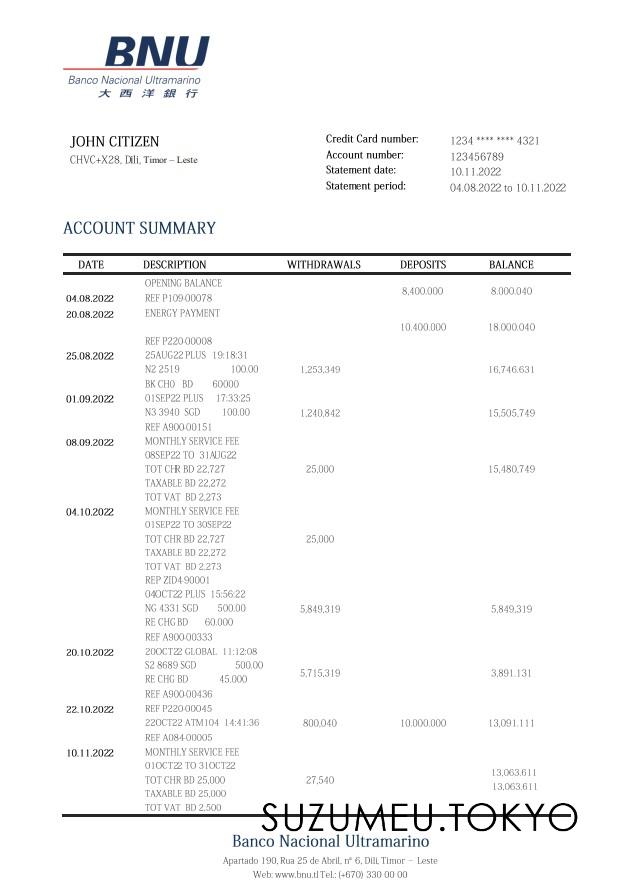 BNU
Banco Nacional Ultramarino
大西洋銀行
JOHN CITIZEN
CHVC+X28, Dili, Timor – Leste
Credit Card number: 1234 **** **** 4321
Account number: 123456789
Statement date: 10.11.2022
Statement period: 04.08.2022 to 10.11.2022
ACCOUNT SUMMARY
DATE DESCRIPTION WITHDRAWALS DEPOSITS BALANCE
OPENING BALANCE
8,400.000 8.000.040
04.08.2022 REF P109-00078
20.08.2022 ENERGY PAYMENT
10.400.000 18.000.040
REF P220-00008
25.08.2022 25AUG22 PLUS 19:18:31
N2 2519 100.00 1,253,349 16,746.631
BK CHO BD 60000
01.09.2022 01SEP22 PLUS 17:33:25
N3 3940 SGD 100.00 1,240,842 15,505,749
REF A900-00151
08.09.2022 MONTHLY SERVICE FEE
08SEP22 TO 31AUG22
TOT CHR BD 22,727 25,000 15,480,749
TAXABLE BD 22,272
TOT VAT BD 2,273
04.10.2022 MONTHLY SERVICE FEE
01SEP22 TO 30SEP22
TOT CHR BD 22,727 25,000
TAXABLE BD 22,272
TOT VAT BD 2,273
REP ZID4-90001
04OCT22 PLUS 15:56:22
NG 4331 SGD 500.00 5,849,319 5,849,319
RE CHG BD 60.000
REF A900-00333
20.10.2022 20OCT22 GLOBAL 11:12:08
S2 8689 SGD 500.00
5,715,319 3,891.131
RE CHG BD 45.000
REF A900-00436
22.10.2022 REF P220-00045
22OCT22 ATM104 14:41:36 800,040 10.000.000 13,091.111
REF A084-00005
10.11.2022 MONTHLY SERVICE FEE
01OCT22 TO 31OCT22
13,063.611
TOT CHR BD 25,000 27,540
13,063.611
TAXABLE BD 25,000
TOT VAT BD 2,500
SUZUMEU.TOKYO
Banco Nacional Ultramarino
Apartado 190, Rua 25 de Abril, nº 6, Dili, Timor – Leste
Web: www.bnu.tl Tel.: (+670) 330 00 00